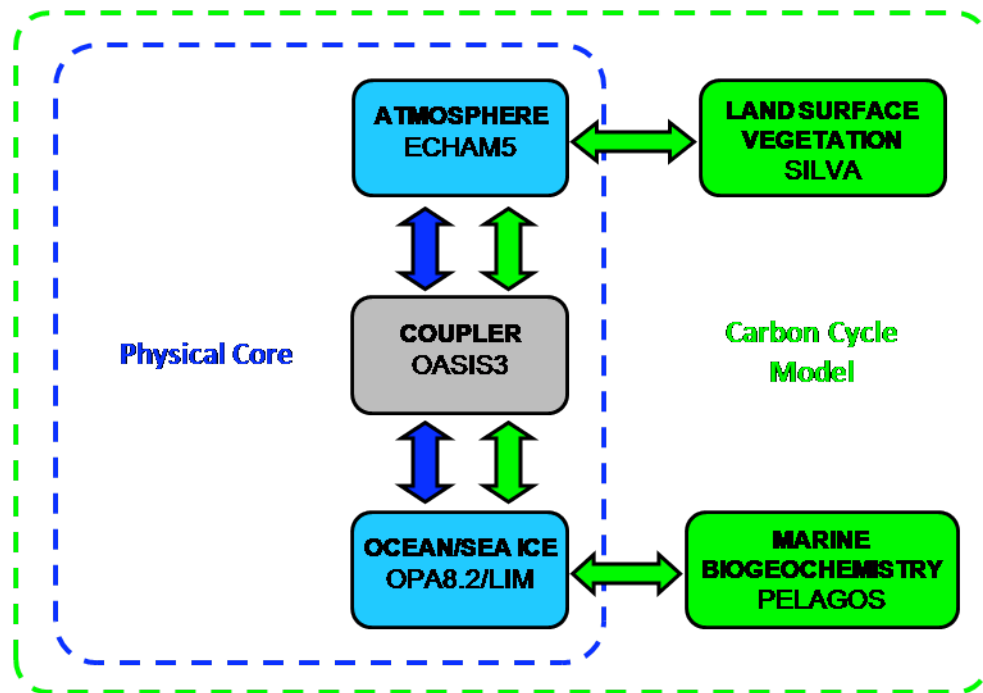 ATMOSPHERE
ECHAM5
LAND SURFACE
VEGETATION
SILVA
Physical Core
COUPLER
OASIS3
Carbon Cycle
Model
OCEAN/SEA ICE
OPA8.2/LIM
MARINE
BIOGEOCHEMISTRY
PELAGOS